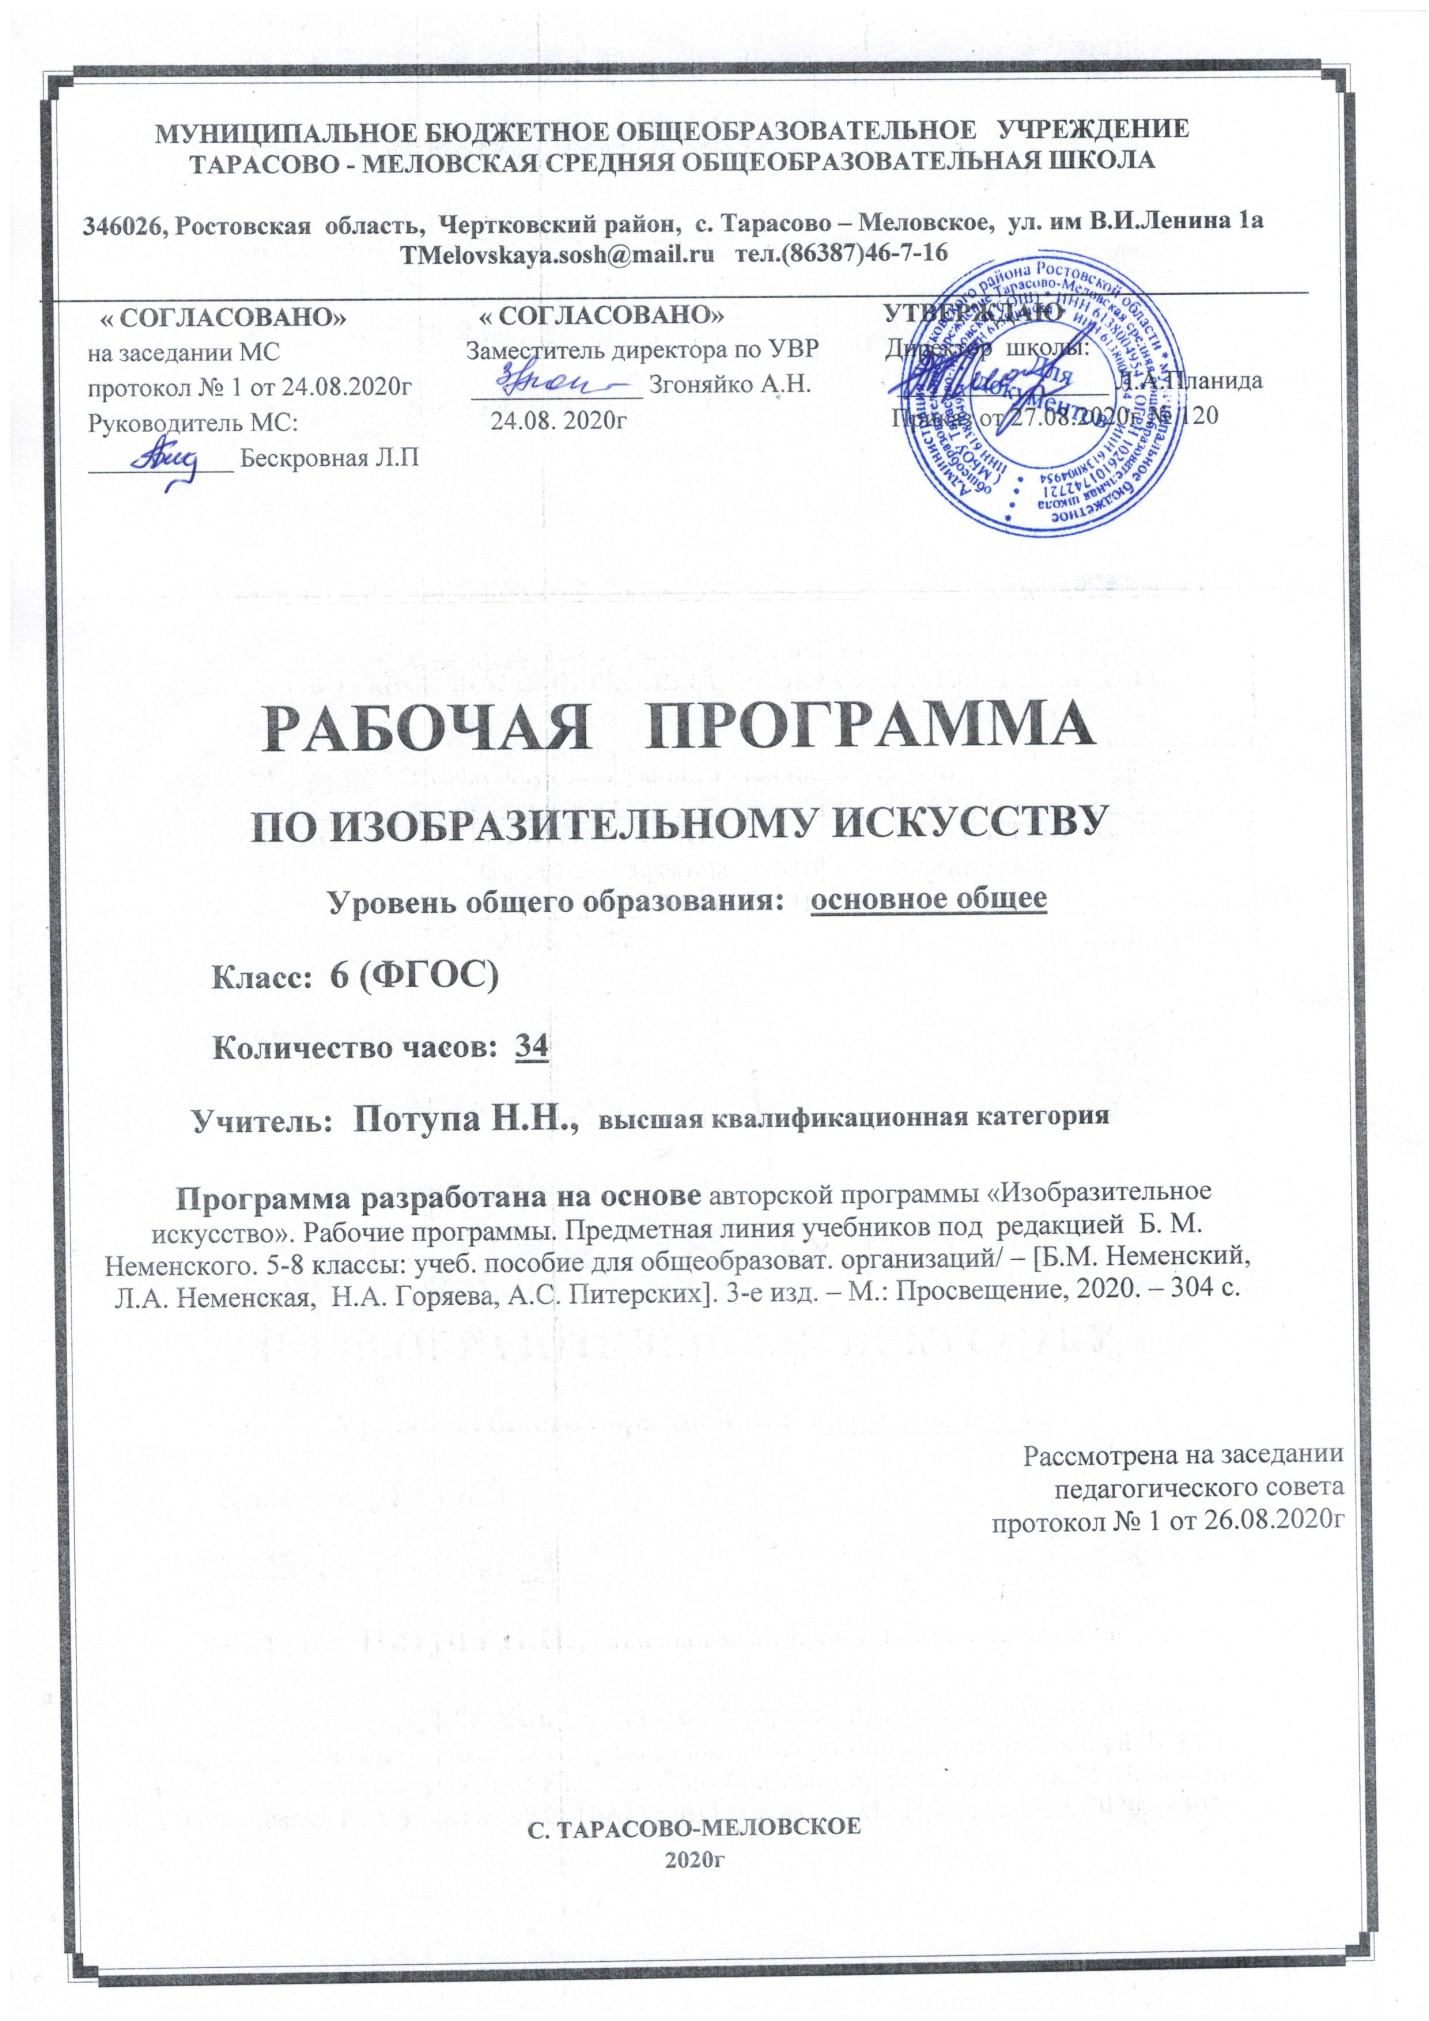 МУНИЦИПАЛЬНОЕ БЮДЖЕТНОЕ ОБЩЕОБРАЗОВАТЕЛЬНОЕ УЧРЕЖДЕНИЕ
ТАРАСОВО - МЕЛОВСКАЯ СРЕДНЯЯ ОБЩЕОБРАЗОВАТЕЛЬНАЯ ШКОЛА
346026, Ростовская область, Чертковский район, с. Тарасово – Меловское, ул. им В.И.Ленина 1а
TMelovskaya.sosh@mail.ru тел.(86387)46-7-16
« СОГЛАСОВАНО»
на заседании МС
протокол № 1 от 24.08.2020г
Руководитель МС:
Бескровная Л.П
« СОГЛАСОВАНО»
Заместитель директора по УВР
Згоняйко А.Н.
24.08. 2020г
УТВЕРЖДАЮ
Директор школы:
Л.А.Планида
Приказ от 27.08.2020г № 120
Для
документов
РАБОЧАЯ ПРОГРАММА
ПО ИЗОБРАЗИТЕЛЬНОМУ ИСКУССТВУ
Уровень общего образования: основное общее
Класс: 6 (ФГОС)
Количество часов: 34
Учитель: Потупа Н.Н., высшая квалификационная категория
Программа разработана на основе авторской программы «Изобразительное
искусство». Рабочие программы. Предметная линия учебников под редакцией Б. М.
Неменского. 5-8 классы: учеб. пособие для общеобразоват. организаций/ – [Б.М. Неменский,
Л.А. Неменская, Н.А. Горяева, А.С. Питерских]. 3-е изд. – М.: Просвещение, 2020. – 304 с.
Рассмотрена на заседании
педагогического совета
протокол № 1 от 26.08.2020г
С. ТАРАСОВО-МЕЛОВСКОЕ
2020г